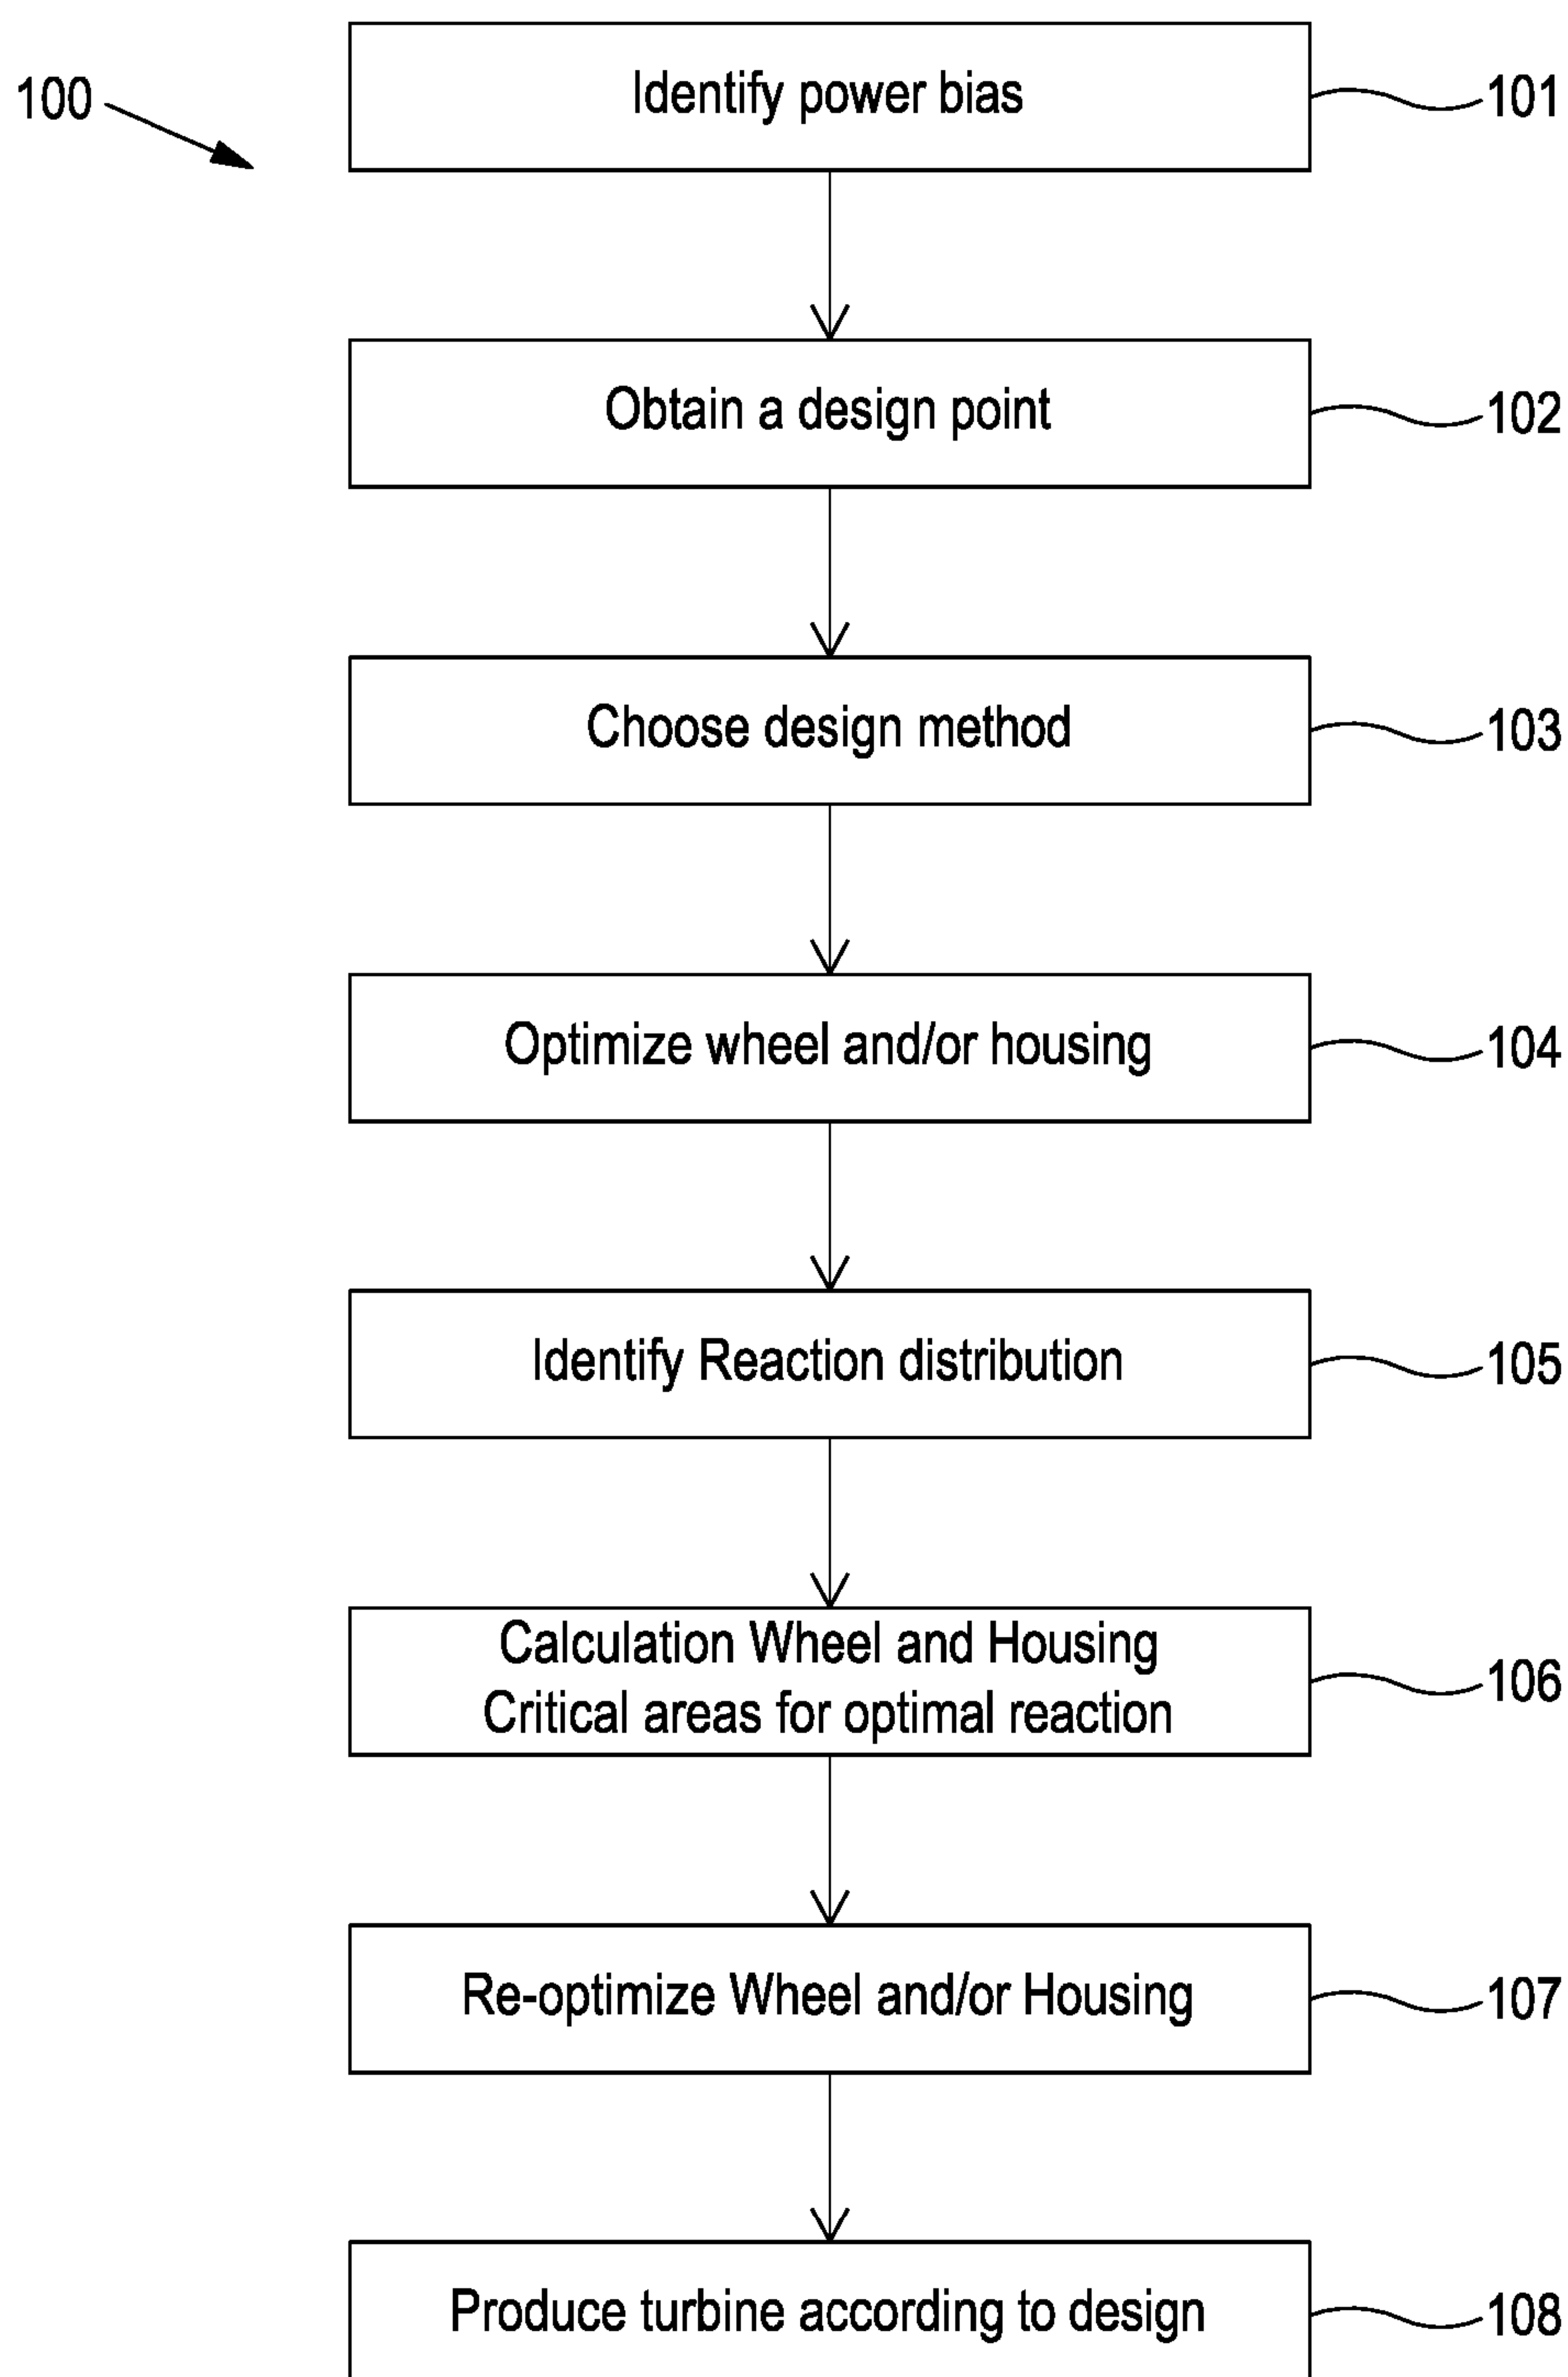 100
Identify power bias
101
Obtain a design point
102
Choose design method
103
Optimize wheel and/or housing
104
Identify Reaction distribution
105
Calculation Wheel and Housing
Critical areas for optimal reaction
106
Re-optimize Wheel and/or Housing
107
Produce turbine according to design
108